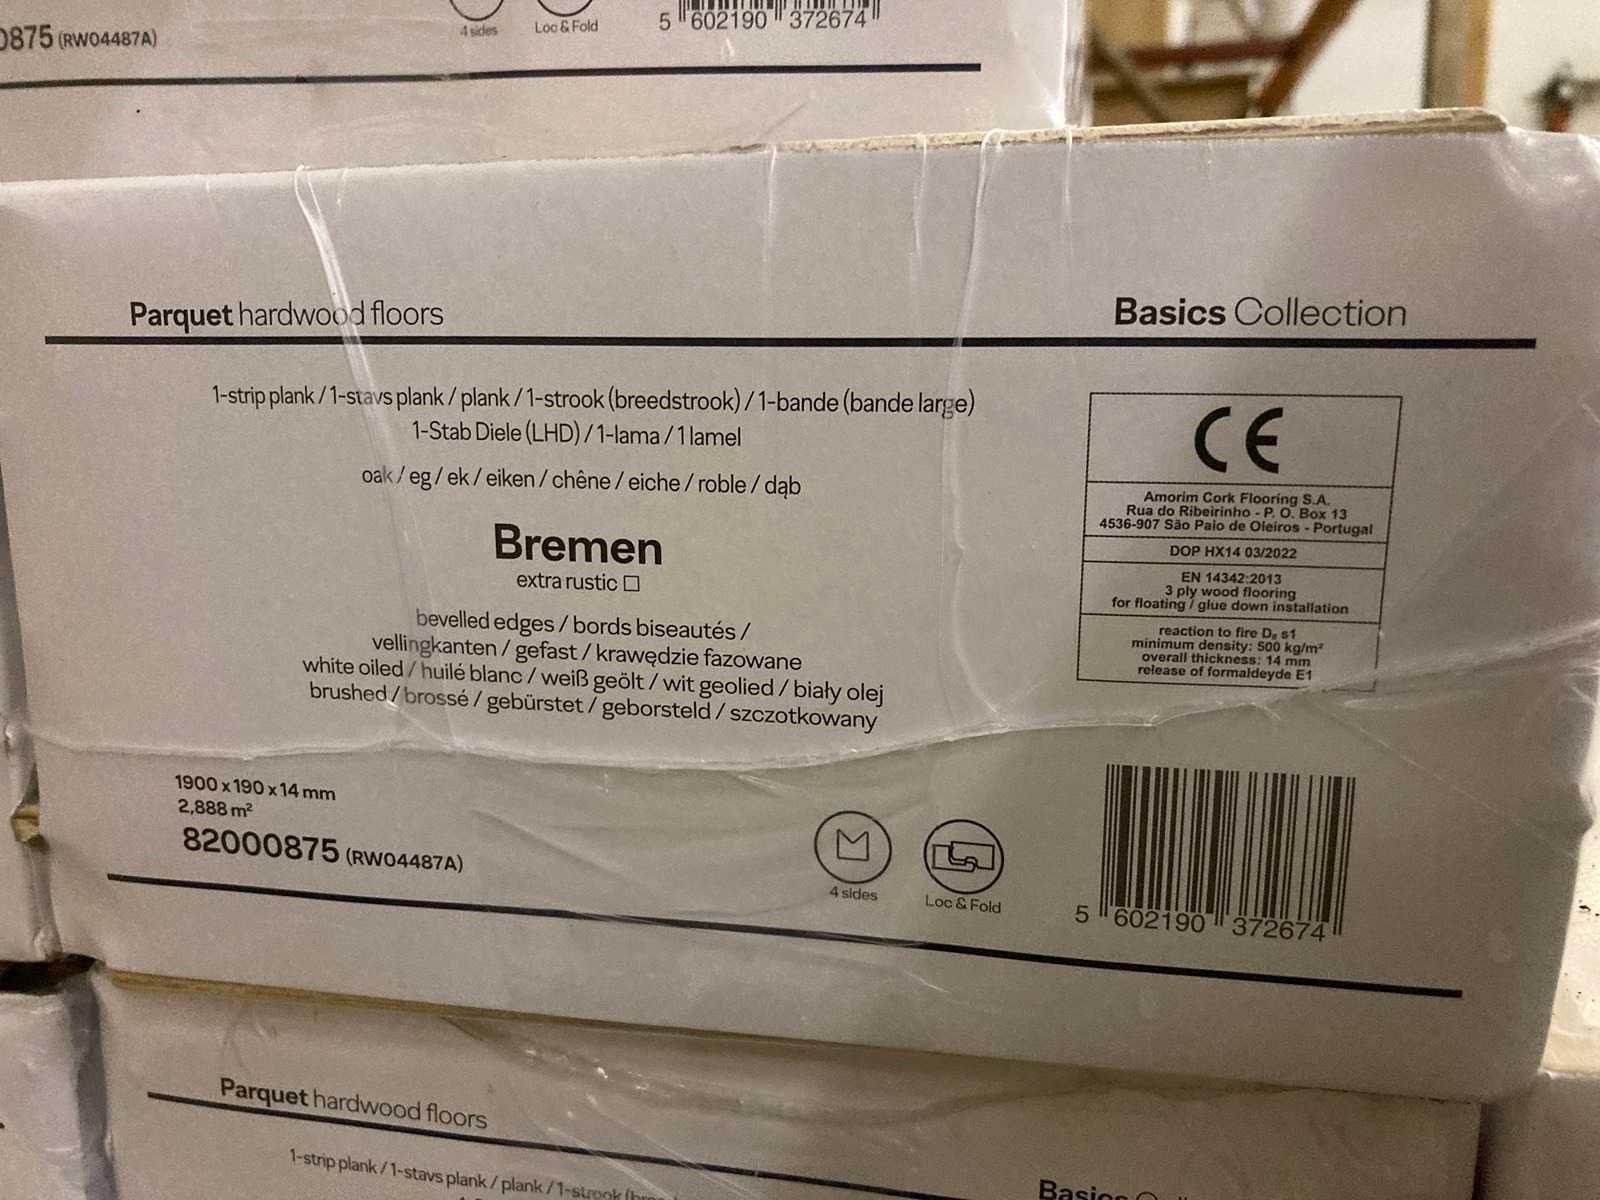 0875 (RW04487A)
4 sides
Loc & Fold
5 602190 372674
Parquet hardwood floors
Basics Collection
1-strip plank / 1-stavs plank / plank / 1-strook (breedstrook) / 1-bande (bande large)
1-Stab Diele (LHD) / 1-lama / 1 lamel
oak / eg / ek / eiken / chêne / eiche / roble / dąb
Bremen
extra rustic
bevelled edges / bords biseautés /
vellingkanten / gefast / krawędzie fazowane
white oiled / huilé blanc / weiß geölt / wit geolied / biały olej
brushed / brossé / gebürstet / geborsteld / szczotkowany
CE
Amorim Cork Flooring S.A.
Rua do Ribeirinho - P. O. Box 13
4536-907 São Paio de Oleiros - Portugal
DOP HX14 03/2022
EN 14342:2013
3 ply wood flooring
for floating / glue down installation
reaction to fire Dfl s1
minimum density: 500 kg/m²
overall thickness: 14 mm
release of formaldeyde E1
1900 x 190 x 14 mm
2,888 m²
82000875 (RW04487A)
4 sides
Loc & Fold
5 602190 372674
Parquet hardwood floors
1-strip plank / 1-stavs plank / plank / 1-strook
Basics